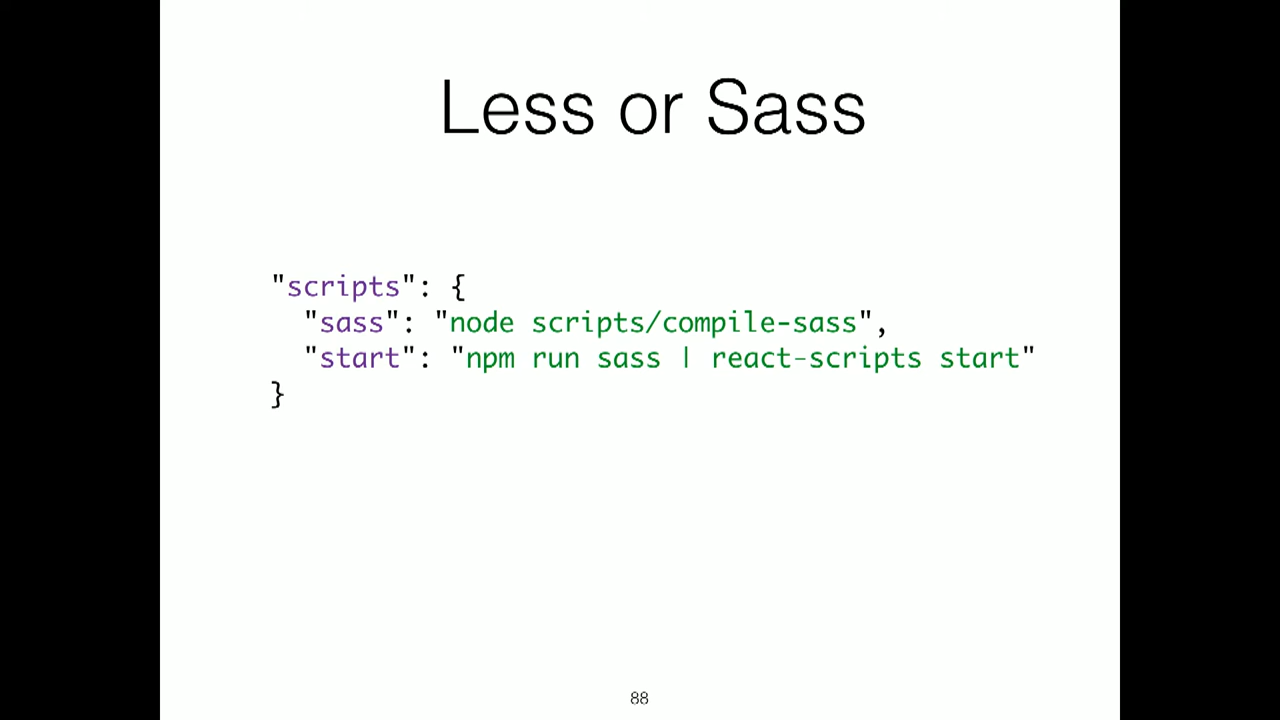 Less or Sass
"scripts": {
"sass": "node scripts/compile-sass",
"start": "npm run sass | react-scripts start"
}
88